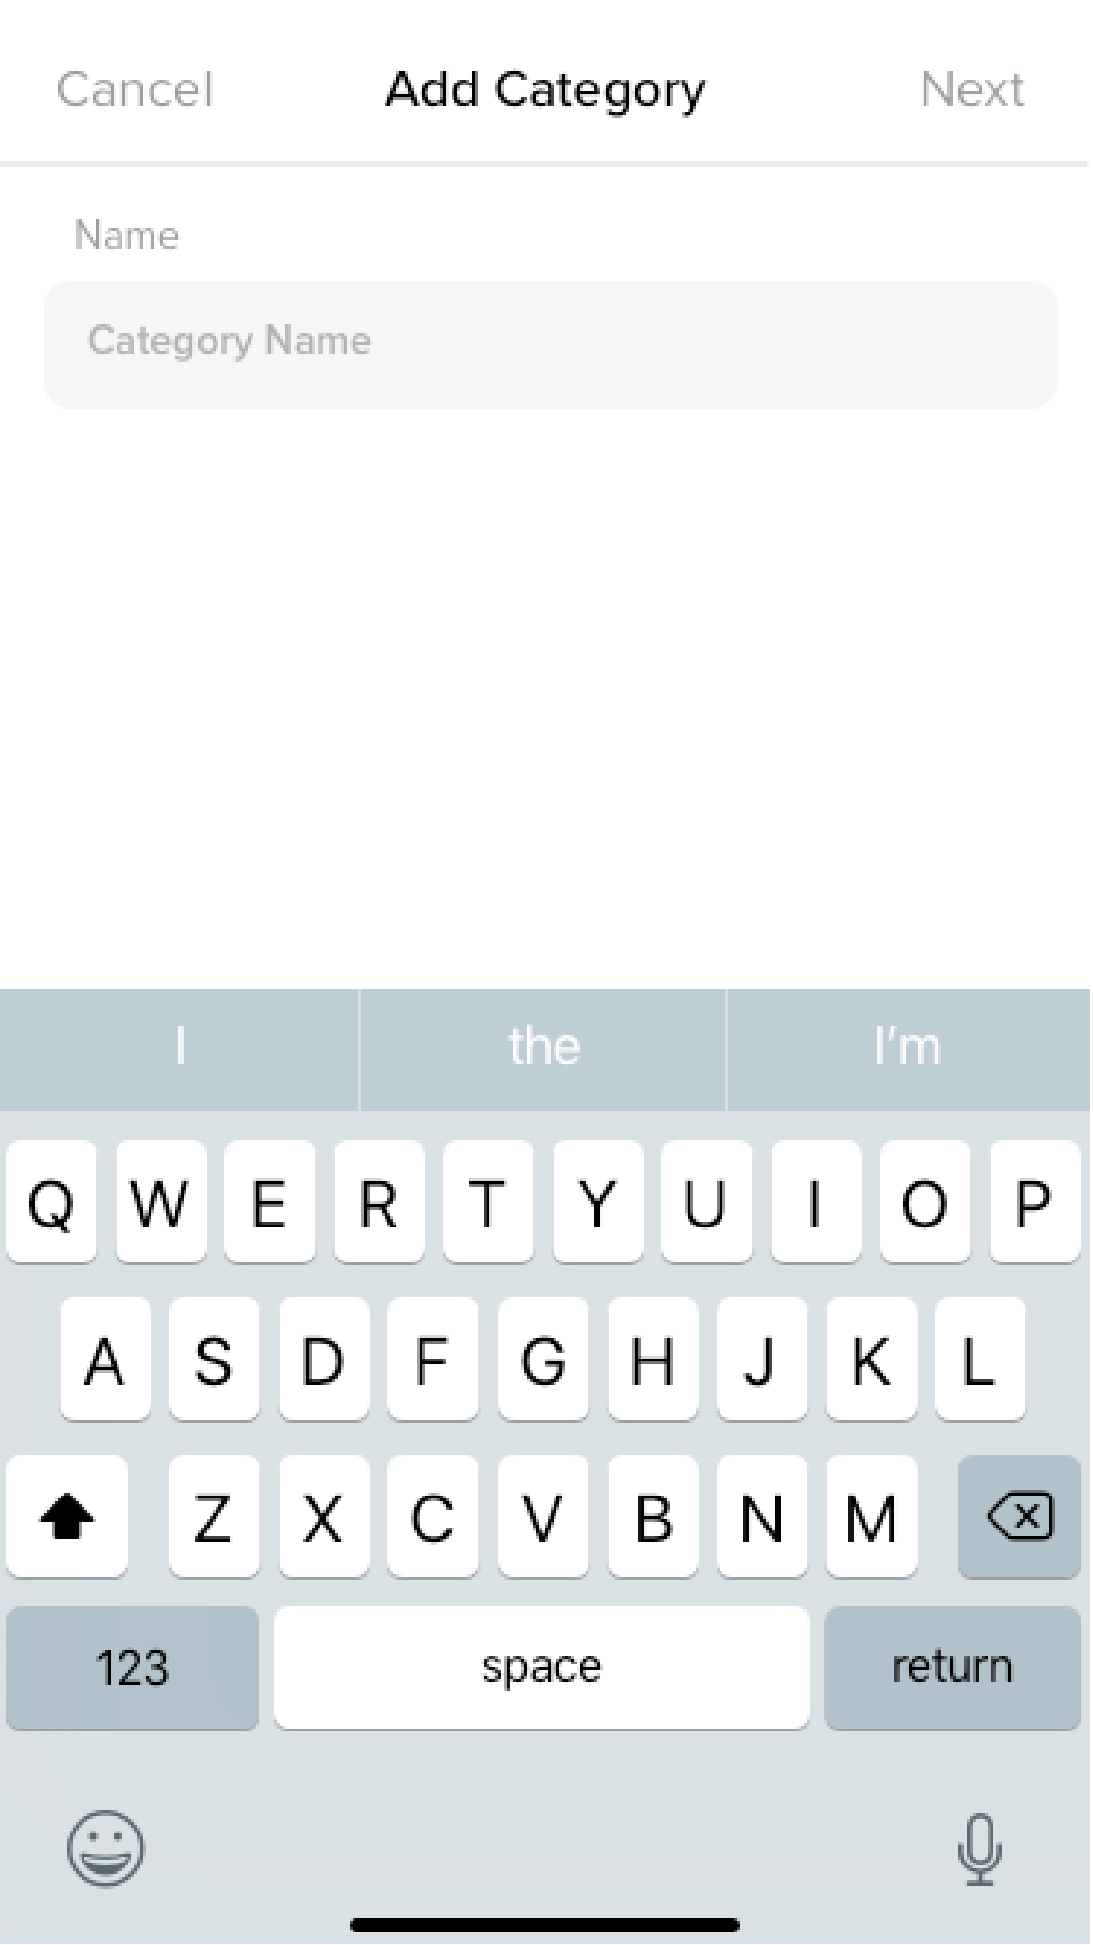 Cancel Add Category Next
Name
Category Name
I the I'm
Q W E R T Y U I O P
A S D F G H J K L
Z X C V B N M
123 space return